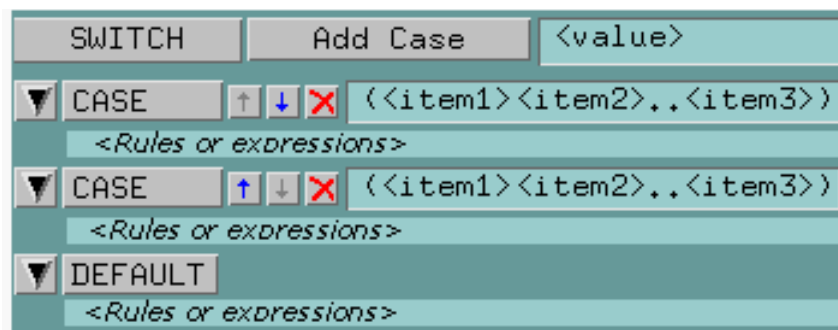 SWITCH Add Case <value>
CASE (<item1><item2>..<item3>)
<Rules or expressions>
CASE (<item1><item2>..<item3>)
<Rules or expressions>
DEFAULT
<Rules or expressions>